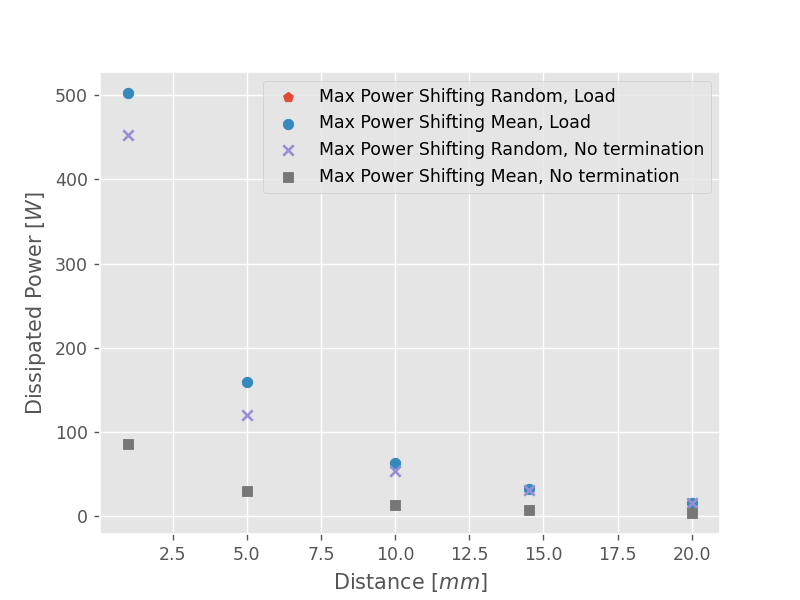 500
400
300
200
100
0
Dissipated Power [W]
Max Power Shifting Random, Load
Max Power Shifting Mean, Load
Max Power Shifting Random, No termination
Max Power Shifting Mean, No termination
2.5 5.0 7.5 10.0 12.5 15.0 17.5 20.0
Distance [mm]